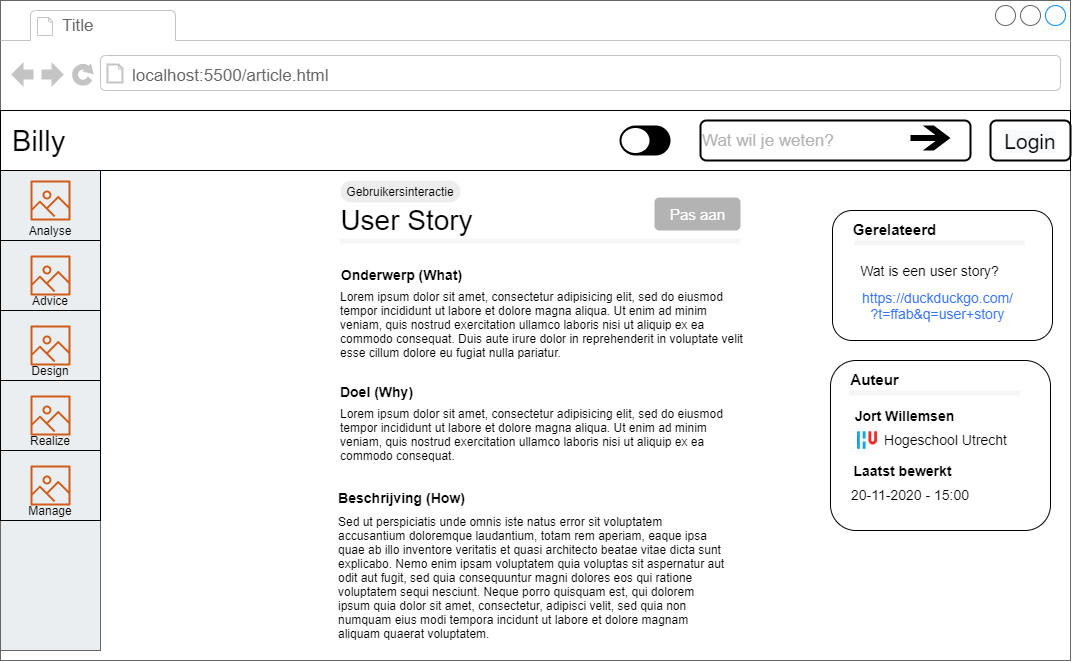 Title
localhost:5500/article.html
Billy
Wat wil je weten?
Login
Analyse
Advice
Design
Realize
Manage
Gebruikersinteractie
User Story
Pas aan
Onderwerp (What)
Lorem ipsum dolor sit amet, consectetur adipisicing elit, sed do eiusmod
tempor incididunt ut labore et dolore magna aliqua. Ut enim ad minim
veniam, quis nostrud exercitation ullamco laboris nisi ut aliquip ex ea
commodo consequat. Duis aute irure dolor in reprehenderit in voluptate velit
esse cillum dolore eu fugiat nulla pariatur.
Doel (Why)
Lorem ipsum dolor sit amet, consectetur adipisicing elit, sed do eiusmod
tempor incididunt ut labore et dolore magna aliqua. Ut enim ad minim
veniam, quis nostrud exercitation ullamco laboris nisi ut aliquip ex ea
commodo consequat.
Beschrijving (How)
Sed ut perspiciatis unde omnis iste natus error sit voluptatem
accusantium doloremque laudantium, totam rem aperiam, eaque ipsa
quae ab illo inventore veritatis et quasi architecto beatae vitae dicta sunt
explicabo. Nemo enim ipsam voluptatem quia voluptas sit aspernatur aut
odit aut fugit, sed quia consequuntur magni dolores eos qui ratione
voluptatem sequi nesciunt. Neque porro quisquam est, qui dolorem
ipsum quia dolor sit amet, consectetur, adipisci velit, sed quia non
numquam eius modi tempora incidunt ut labore et dolore magnam
aliquam quaerat voluptatem.
Gerelateerd
Wat is een user story?
https://duckduckgo.com/
?t=ffab&q=user+story
Auteur
Jort Willemsen
HU Hogeschool Utrecht
Laatst bewerkt
20-11-2020 - 15:00